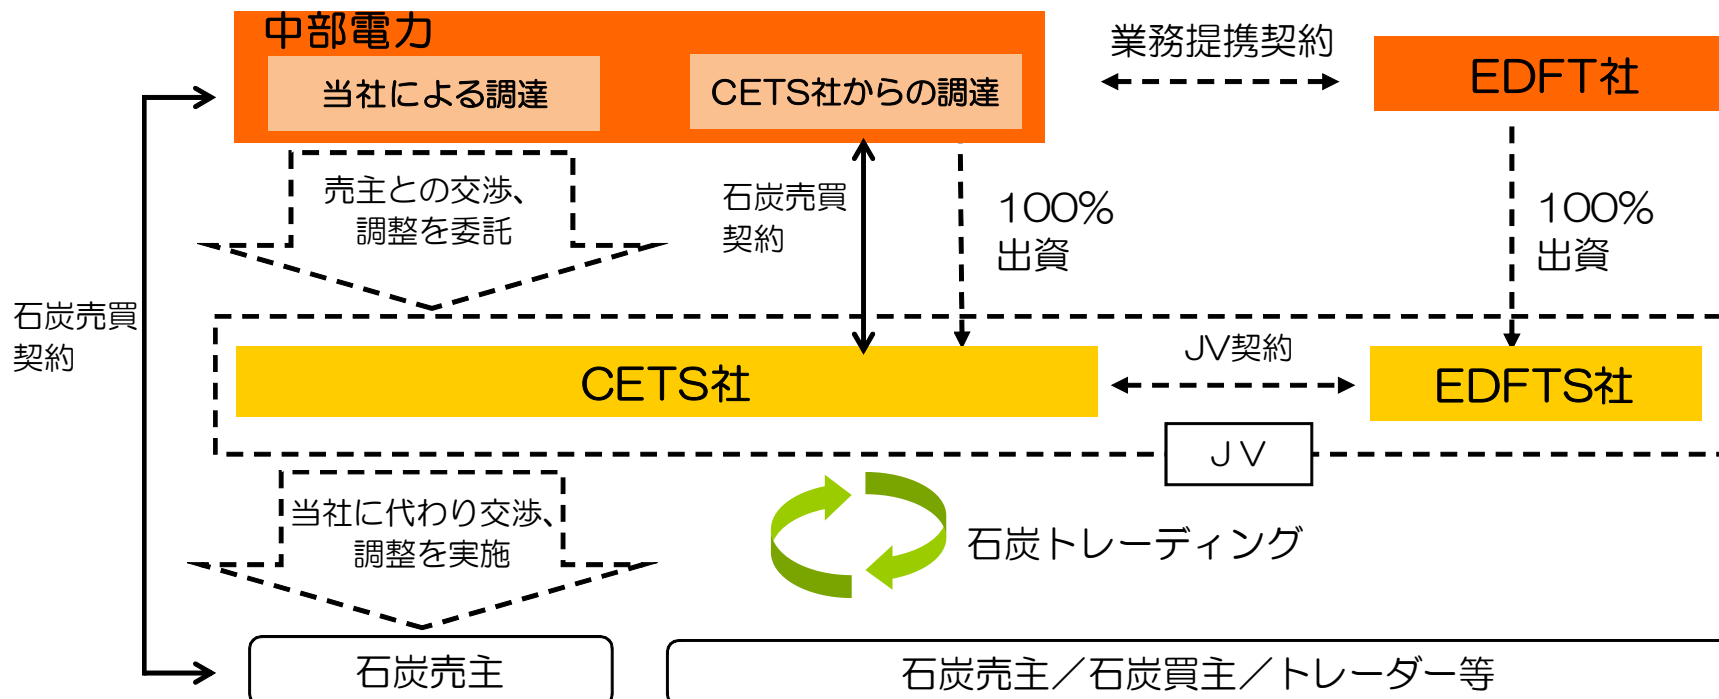 中部電力
当社による調達
CETS社からの調達
業務提携契約
EDFT社
売主との交渉、
調整を委託
石炭売買
契約
100%
出資
100%
出資
石炭売買
契約
CETS社
JV契約
EDFTS社
JV
当社に代わり交渉、
調整を実施
石炭トレーディング
石炭売主
石炭売主／石炭買主／トレーダー等